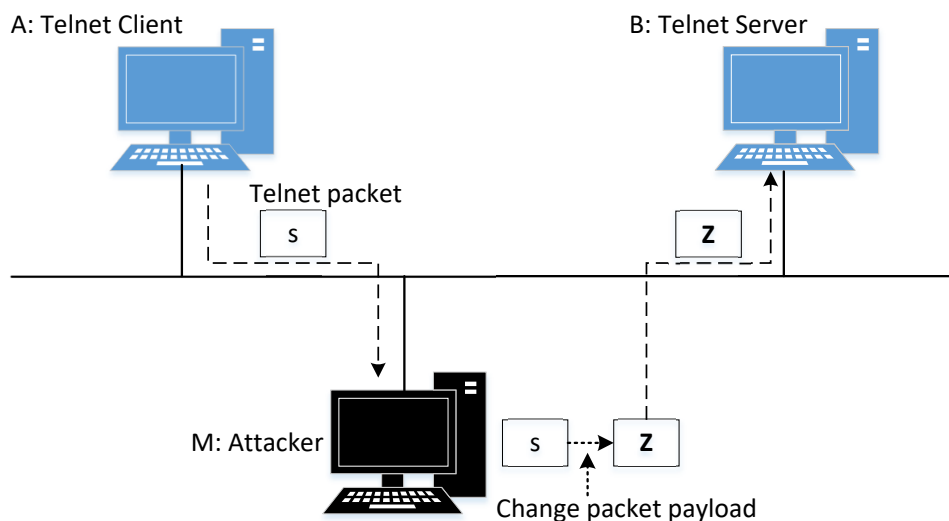 A: Telnet Client
B: Telnet Server
Telnet packet
s
Z
M: Attacker
s
Z
Change packet payload